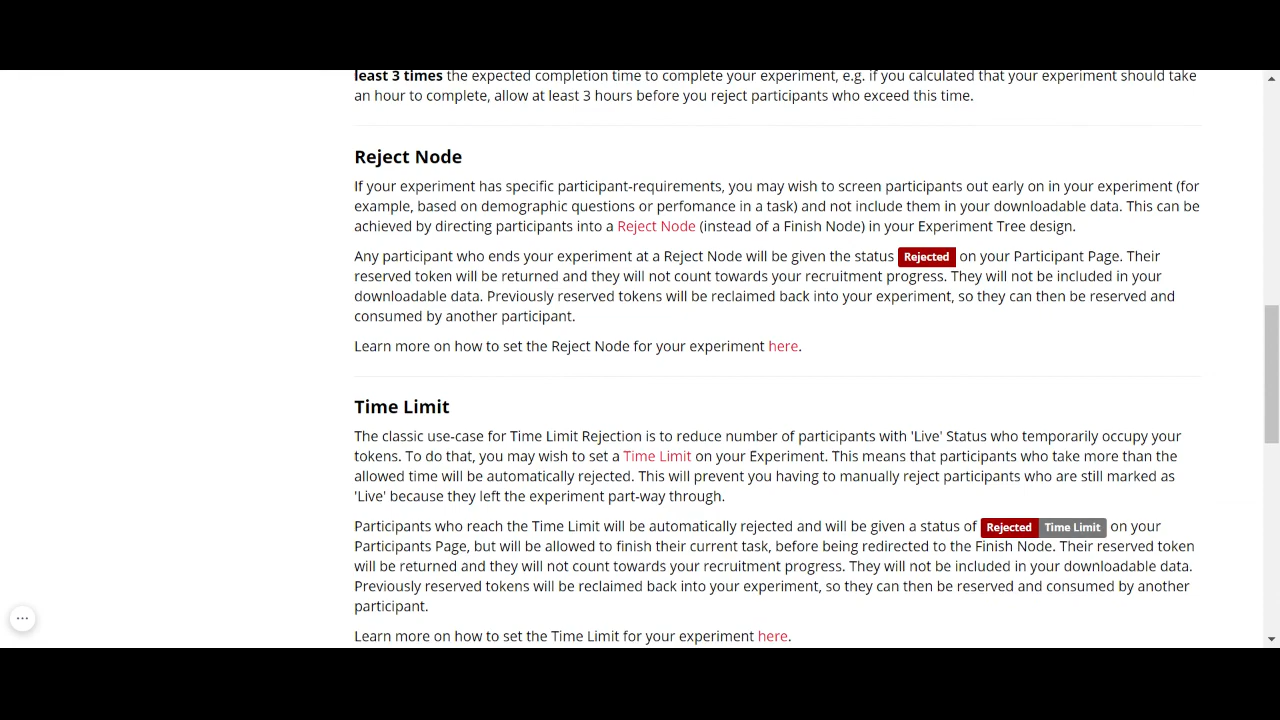 least 3 times the expected completion time to complete your experiment, e.g. if you calculated that your experiment should take
an hour to complete, allow at least 3 hours before you reject participants who exceed this time.
Reject Node
If your experiment has specific participant-requirements, you may wish to screen participants out early on in your experiment (for
example, based on demographic questions or perfomance in a task) and not include them in your downloadable data. This can be
achieved by directing participants into a Reject Node (instead of a Finish Node) in your Experiment Tree design.
Any participant who ends your experiment at a Reject Node will be given the status Rejected on your Participant Page. Their
reserved token will be returned and they will not count towards your recruitment progress. They will not be included in your
downloadable data. Previously reserved tokens will be reclaimed back into your experiment, so they can then be reserved and
consumed by another participant.
Learn more on how to set the Reject Node for your experiment here.
Time Limit
The classic use-case for Time Limit Rejection is to reduce number of participants with 'Live' Status who temporarily occupy your
tokens. To do that, you may wish to set a Time Limit on your Experiment. This means that participants who take more than the
allowed time will be automatically rejected. This will prevent you having to manually reject participants who are still marked as
'Live' because they left the experiment part-way through.
Participants who reach the Time Limit will be automatically rejected and will be given a status of Rejected Time Limit on your
Participants Page, but will be allowed to finish their current task, before being redirected to the Finish Node. Their reserved token
will be returned and they will not count towards your recruitment progress. They will not be included in your downloadable data.
Previously reserved tokens will be reclaimed back into your experiment, so they can then be reserved and consumed by another
participant.
Learn more on how to set the Time Limit for your experiment here.